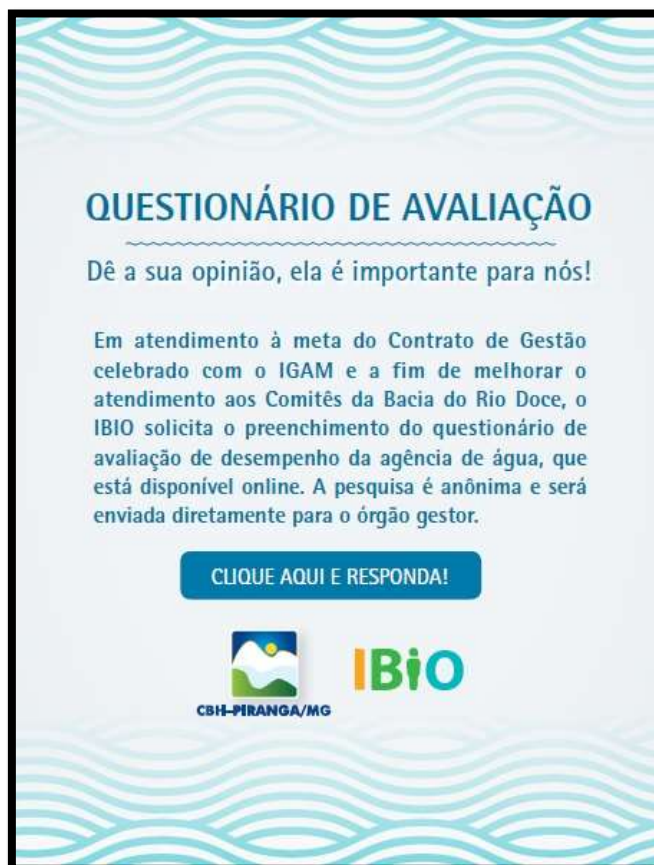 QUESTIONÁRIO DE AVALIAÇÃO
Dê a sua opinião, ela é importante para nós!
Em atendimento à meta do Contrato de Gestão
celebrado com o IGAM e a fim de melhorar o
atendimento aos Comitês da Bacia do Rio Doce, o
IBIO solicita o preenchimento do questionário de
avaliação de desempenho da agência de água, que
está disponível online. A pesquisa é anônima e será
enviada diretamente para o órgão gestor.
CLIQUE AQUI E RESPONDA!
IBiO
CBH-PIRANGA/MG